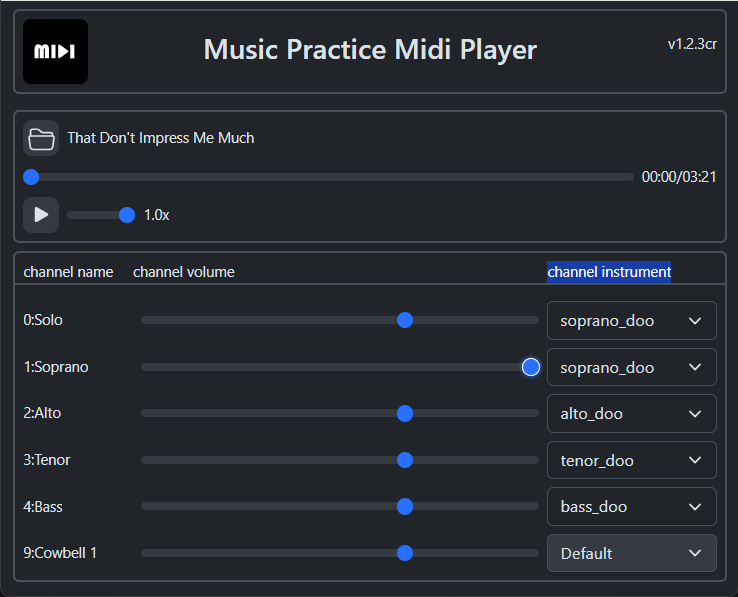 MIDI
Music Practice Midi Player
v1.2.3cr
That Don't Impress Me Much
00:00/03:21
1.0x
channel name channel volume channel instrument
0:Solo soprano_doo
1:Soprano soprano_doo
2:Alto alto_doo
3:Tenor tenor_doo
4:Bass bass_doo
9:Cowbell 1 Default